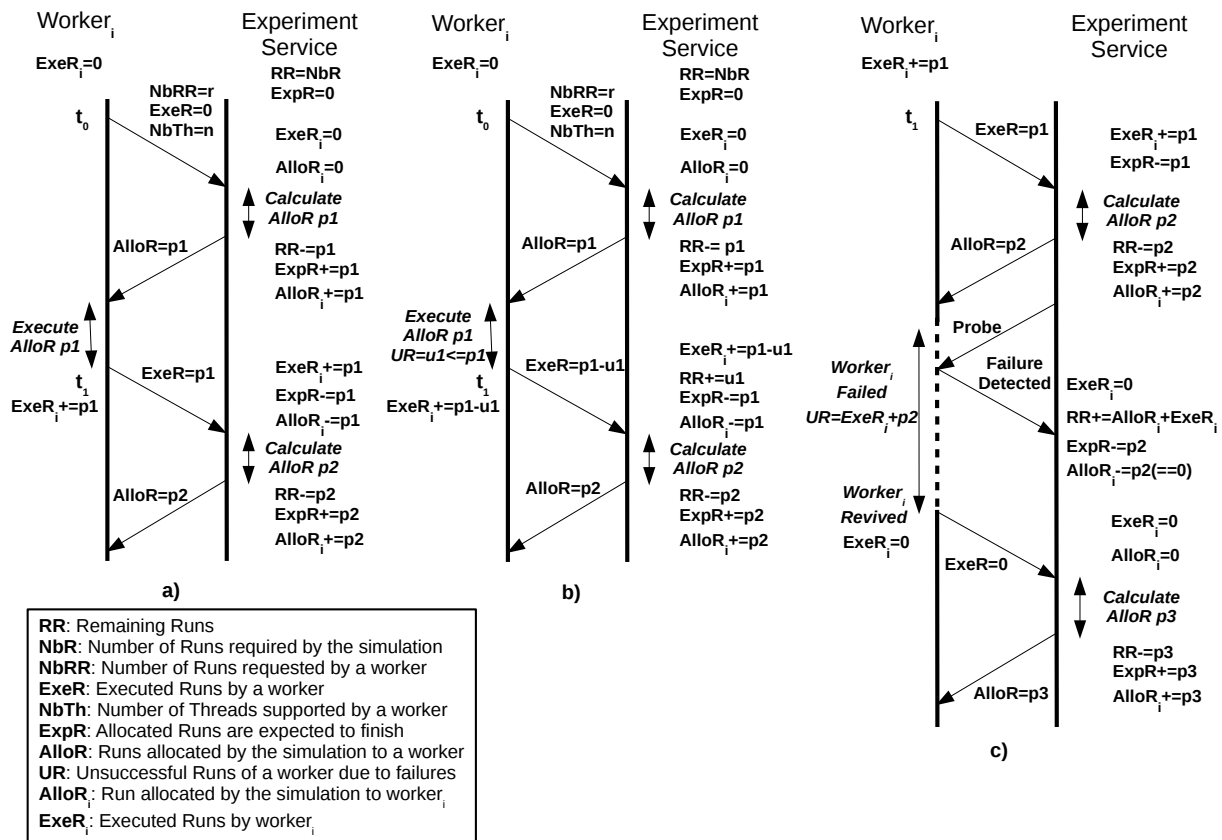 Worker_i
Experiment
Service
ExeR_i=0
RR=NbR
ExpR=0
NbRR=r
ExeR=0
NbTh=n
t_0
ExeR_i=0
AlloR_i=0
Calculate
AlloR p1
AlloR=p1
RR-=p1
ExpR+=p1
AlloR_i+=p1
Execute
AlloR p1
ExeR=p1
t_1
ExeR_i+=p1
ExeR_i+=p1
ExpR-=p1
AlloR_i-=p1
Calculate
AlloR p2
AlloR=p2
RR-=p2
ExpR+=p2
AlloR_i+=p2
a)
Worker_i
Experiment
Service
ExeR_i=0
RR=NbR
ExpR=0
NbRR=r
ExeR=0
NbTh=n
t_0
ExeR_i=0
AlloR_i=0
Calculate
AlloR p1
AlloR=p1
RR-= p1
ExpR+=p1
AlloR_i+=p1
Execute
AlloR p1
UR=u1<=p1
ExeR=p1-u1
t_1
ExeR_i+=p1-u1
ExeR_i+=p1-u1
RR+=u1
ExpR-=p1
AlloR_i-=p1
Calculate
AlloR p2
AlloR=p2
RR-=p2
ExpR+=p2
AlloR_i+=p2
b)
Worker_i
Experiment
Service
ExeR_i+=p1
t_1
ExeR=p1
ExeR_i+=p1
ExpR-=p1
Calculate
AlloR p2
AlloR=p2
RR-=p2
ExpR+=p2
AlloR_i+=p2
Probe
Worker_i
Failed
UR=ExeR_i+p2
Failure
Detected
ExeR_i=0
RR+=AlloR_i+ExeR_i
ExpR-=p2
AlloR_i-=p2(==0)
Worker_i
Revived
ExeR_i=0
ExeR=0
ExeR_i=0
AlloR_i=0
Calculate
AlloR p3
AlloR=p3
RR-=p3
ExpR+=p3
AlloR_i+=p3
c)
RR: Remaining Runs
NbR: Number of Runs required by the simulation
NbRR: Number of Runs requested by a worker
ExeR: Executed Runs by a worker
NbTh: Number of Threads supported by a worker
ExpR: Allocated Runs are expected to finish
AlloR: Runs allocated by the simulation to a worker
UR: Unsuccessful Runs of a worker due to failures
AlloR_i: Run allocated by the simulation to worker_i
ExeR_i: Executed Runs by worker_i